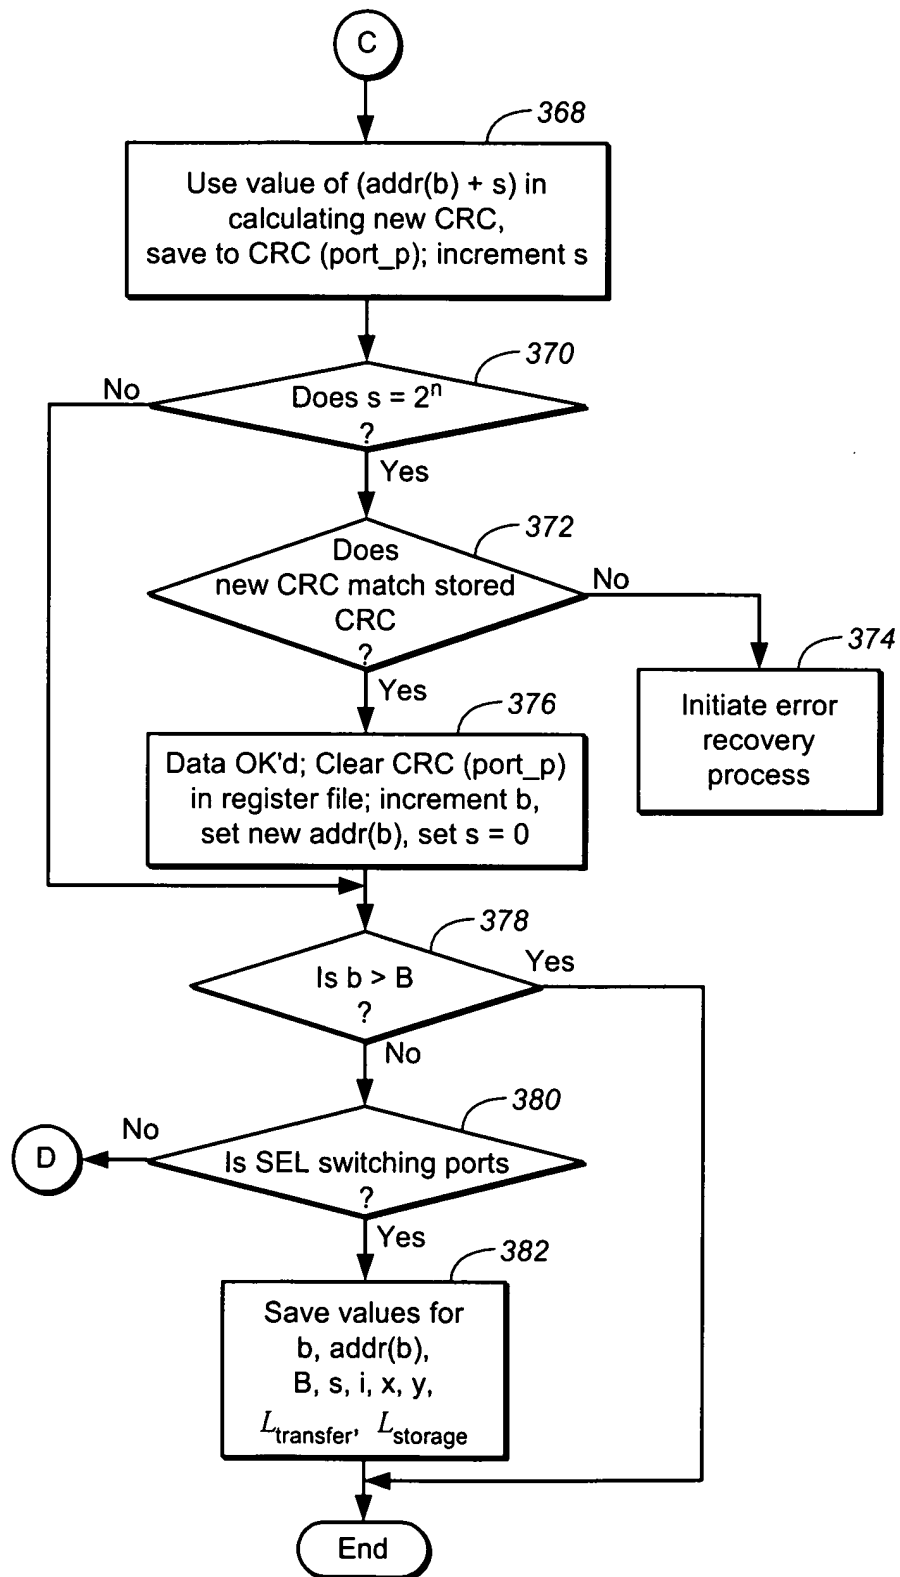 C
368
Use value of (addr(b) + s) in
calculating new CRC,
save to CRC (port_p); increment s
370
No
Does s = 2ⁿ
?
Yes
372
Does
new CRC match stored
CRC
?
No
374
Initiate error
recovery
process
Yes
376
Data OK'd; Clear CRC (port_p)
in register file; increment b,
set new addr(b), set s = 0
378
Is b > B
?
Yes
No
380
No
D
Is SEL switching ports
?
Yes
382
Save values for
b, addr(b),
B, s, i, x, y,
L transfer, L storage
End